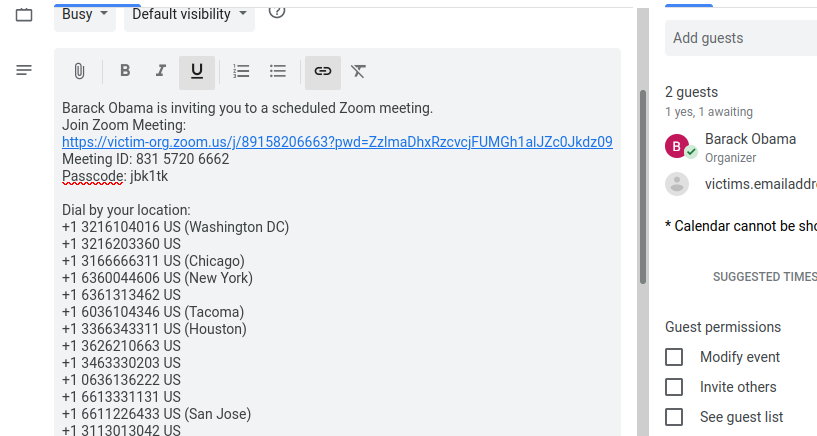 Busy
Default visibility
Barack Obama is inviting you to a scheduled Zoom meeting.
Join Zoom Meeting:
https://victim-org.zoom.us/j/89158206663?pwd=ZzlmaDhxRzcvcjFUMGh1alJZc0Jkdz09
Meeting ID: 831 5720 6662
Passcode: jbk1tk
Dial by your location:
+1 3216104016 US (Washington DC)
+1 3216203360 US
+1 3166666311 US (Chicago)
+1 6360044606 US (New York)
+1 6361313462 US
+1 6036104346 US (Tacoma)
+1 3366343311 US (Houston)
+1 3626210663 US
+1 3463330203 US
+1 0636136222 US
+1 6613331131 US
+1 6611226433 US (San Jose)
+1 3113013042 US
Add guests
2 guests
1 yes, 1 awaiting
B
Barack Obama
Organizer
victims.emailaddr
* Calendar cannot be sho
SUGGESTED TIMES
Guest permissions
Modify event
Invite others
See guest list